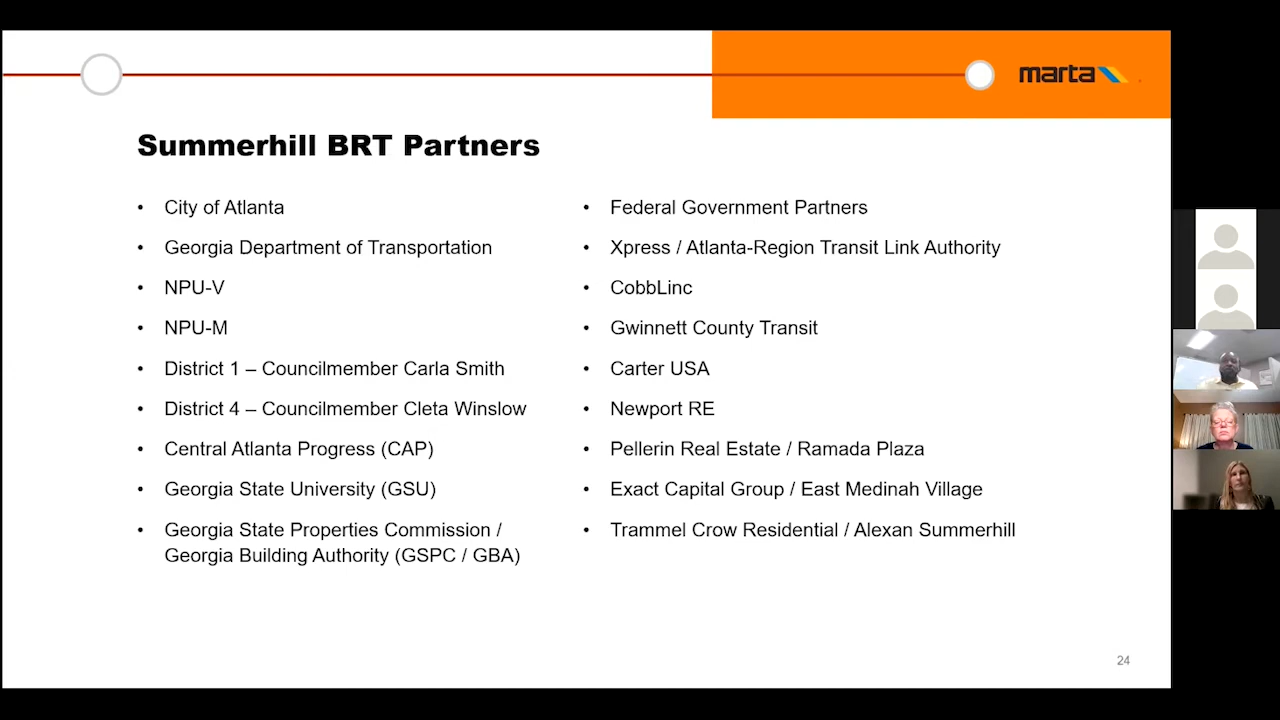 marta
Summerhill BRT Partners
• City of Atlanta
• Georgia Department of Transportation
• NPU-V
• NPU-M
• District 1 – Councilmember Carla Smith
• District 4 – Councilmember Cleta Winslow
• Central Atlanta Progress (CAP)
• Georgia State University (GSU)
• Georgia State Properties Commission /
Georgia Building Authority (GSPC / GBA)
• Federal Government Partners
• Xpress / Atlanta-Region Transit Link Authority
• CobbLinc
• Gwinnett County Transit
• Carter USA
• Newport RE
• Pellerin Real Estate / Ramada Plaza
• Exact Capital Group / East Medinah Village
• Trammel Crow Residential / Alexan Summerhill
24